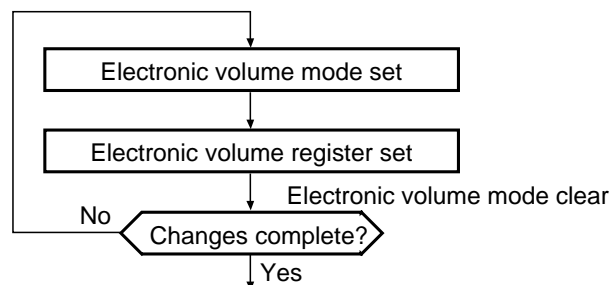 Electronic volume mode set
Electronic volume register set
Electronic volume mode clear
No
Changes complete?
Yes